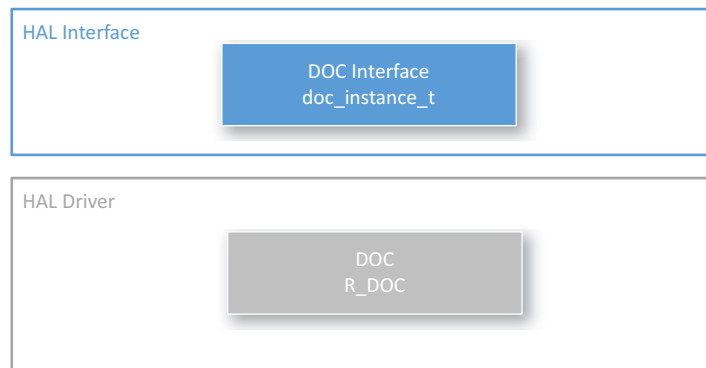 HAL Interface
DOC Interface
doc_instance_t
HAL Driver
DOC
R_DOC